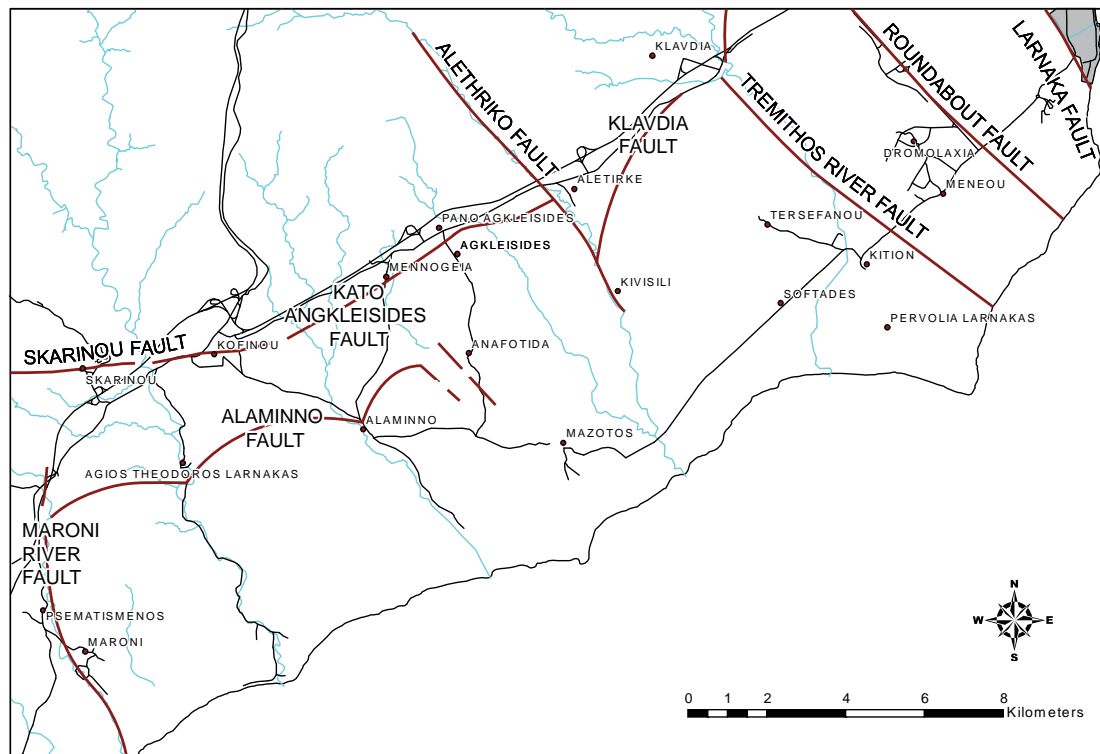 KLAVDIA
ALETHRIKO FAULT
ROUNDABOUT FAULT
LARNAKA FAULT
TREMITHOS RIVER FAULT
KLAVDIA
FAULT
DROMOLAXIA
ALETIRKE
MENEOU
PANO AGKLEISIDES
TERSEFANOU
AGKLEISIDES
MENNOGEIA
KITION
KIVISILI
KATO
ANGKLEISIDES
FAULT
SOFTADES
PERVOLIA LARNAKAS
SKARINOU FAULT
KOFINOU
ANAFOTIDA
SKARINOU
ALAMINNO
FAULT
ALAMINNO
MAZOTOS
AGIOS THEODOROS LARNAKAS
MARONI
RIVER
FAULT
PSEMATISMENOS
MARONI
N
W E
S
0 1 2 4 6 8
Kilometers